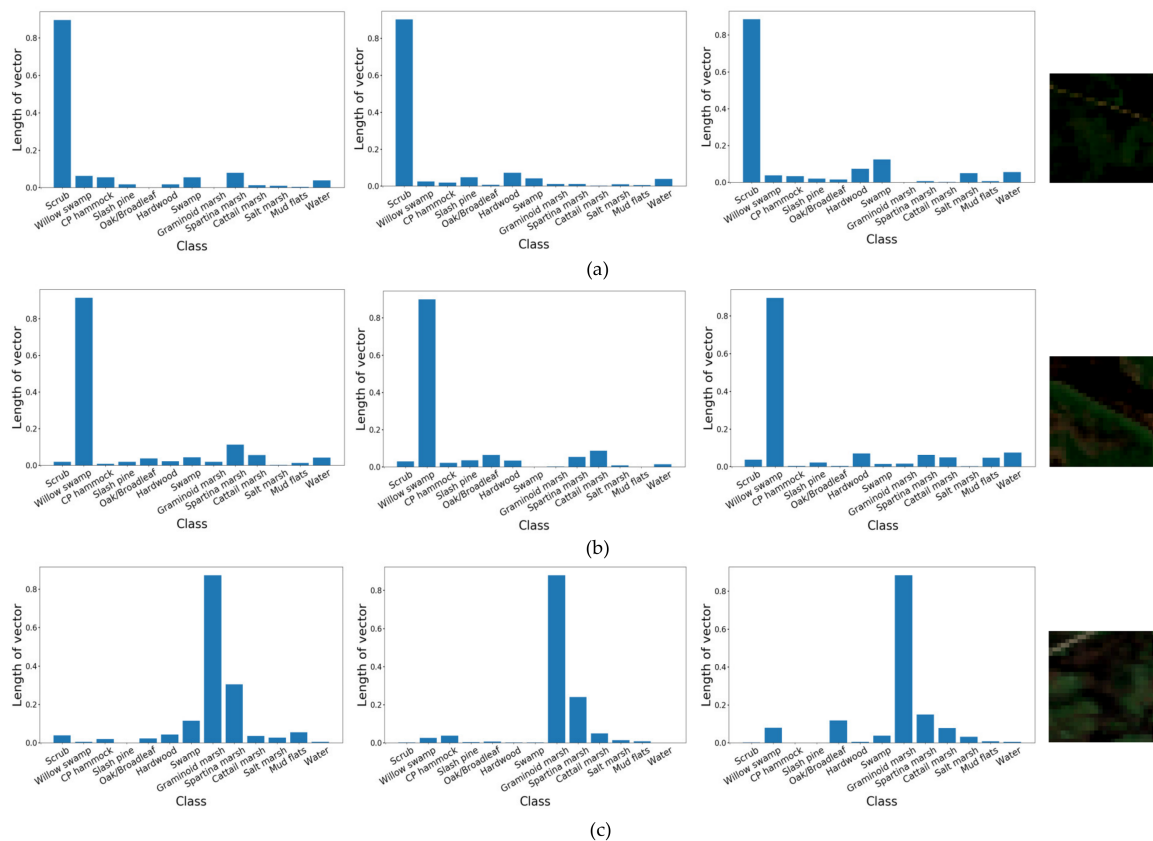 Length of vector
0.8
0.6
0.4
0.2
0.0
Scrub
Willow swamp
CP hammock
Slash pine
Oak/Broadleaf
Hardwood
Swamp
Graminoid marsh
Spartina marsh
Cattail marsh
Salt marsh
Mud flats
Water
Class
Length of vector
0.8
0.6
0.4
0.2
0.0
Scrub
Willow swamp
CP hammock
Slash pine
Oak/Broadleaf
Hardwood
Swamp
Graminoid marsh
Spartina marsh
Cattail marsh
Salt marsh
Mud flats
Water
Class
Length of vector
0.8
0.6
0.4
0.2
0.0
Scrub
Willow swamp
CP hammock
Slash pine
Oak/Broadleaf
Hardwood
Swamp
Graminoid marsh
Spartina marsh
Cattail marsh
Salt marsh
Mud flats
Water
Class
(a)
Length of vector
0.8
0.6
0.4
0.2
0.0
Scrub
Willow swamp
CP hammock
Slash pine
Oak/Broadleaf
Hardwood
Swamp
Graminoid marsh
Spartina marsh
Cattail marsh
Salt marsh
Mud flats
Water
Class
Length of vector
0.8
0.6
0.4
0.2
0.0
Scrub
Willow swamp
CP hammock
Slash pine
Oak/Broadleaf
Hardwood
Swamp
Graminoid marsh
Spartina marsh
Cattail marsh
Salt marsh
Mud flats
Water
Class
Length of vector
0.8
0.6
0.4
0.2
0.0
Scrub
Willow swamp
CP hammock
Slash pine
Oak/Broadleaf
Hardwood
Swamp
Graminoid marsh
Spartina marsh
Cattail marsh
Salt marsh
Mud flats
Water
Class
(b)
Length of vector
0.8
0.6
0.4
0.2
0.0
Scrub
Willow swamp
CP hammock
Slash pine
Oak/Broadleaf
Hardwood
Swamp
Graminoid marsh
Spartina marsh
Cattail marsh
Salt marsh
Mud flats
Water
Class
Length of vector
0.8
0.6
0.4
0.2
0.0
Scrub
Willow swamp
CP hammock
Slash pine
Oak/Broadleaf
Hardwood
Swamp
Graminoid marsh
Spartina marsh
Cattail marsh
Salt marsh
Mud flats
Water
Class
Length of vector
0.8
0.6
0.4
0.2
0.0
Scrub
Willow swamp
CP hammock
Slash pine
Oak/Broadleaf
Hardwood
Swamp
Graminoid marsh
Spartina marsh
Cattail marsh
Salt marsh
Mud flats
Water
Class
(c)